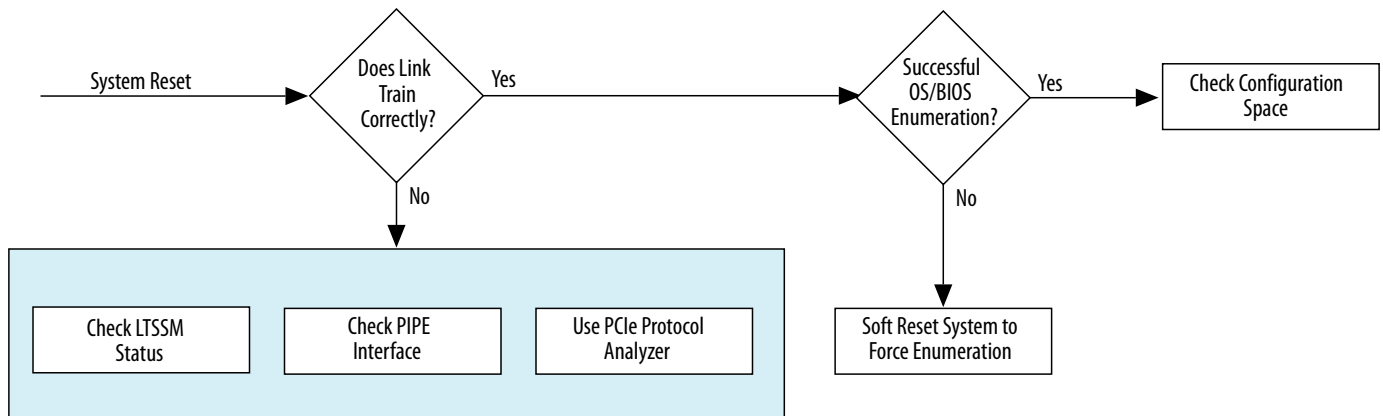 System Reset
Does Link
Train
Correctly?
Yes
Successful
OS/BIOS
Enumeration?
Yes
Check Configuration
Space
No
No
Check LTSSM
Status
Check PIPE
Interface
Use PCIe Protocol
Analyzer
Soft Reset System to
Force Enumeration